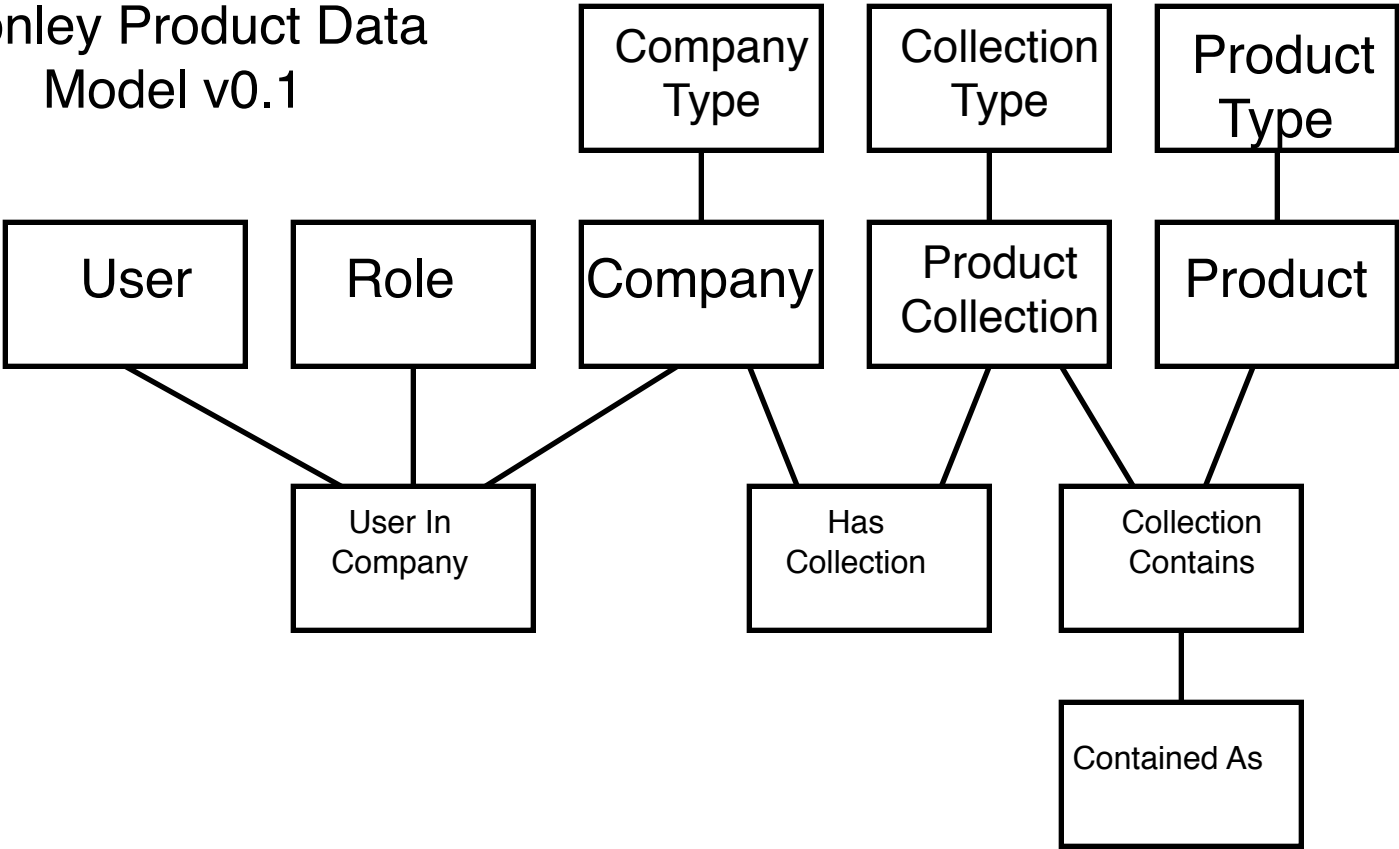 nley Product Data
Model v0.1
Company
Type
Collection
Type
Product
Type
User
Role
Company
Product
Collection
Product
User In
Company
Has
Collection
Collection
Contains
Contained As